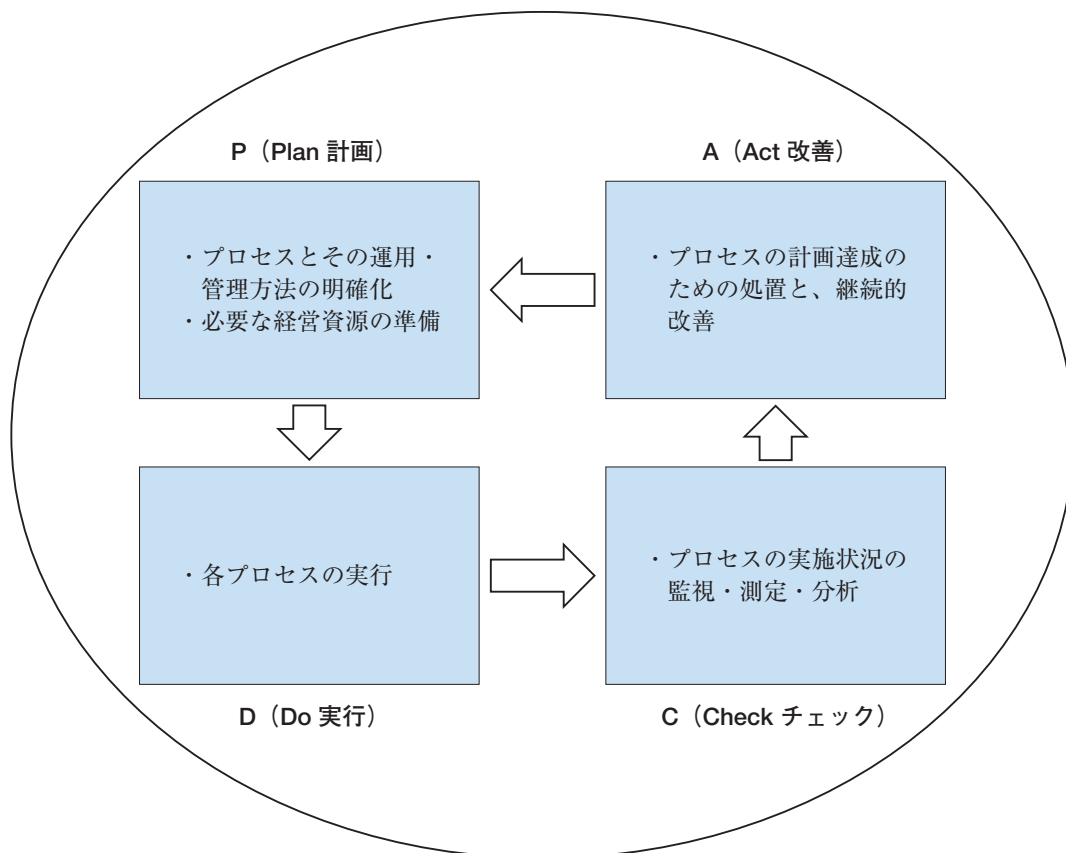 P（Plan 計画）
・プロセスとその運用・
管理方法の明確化
・必要な経営資源の準備
A（Act 改善）
・プロセスの計画達成の
ための処置と、継続的
改善
・各プロセスの実行
D（Do 実行）
・プロセスの実施状況の
監視・測定・分析
C（Check チェック）